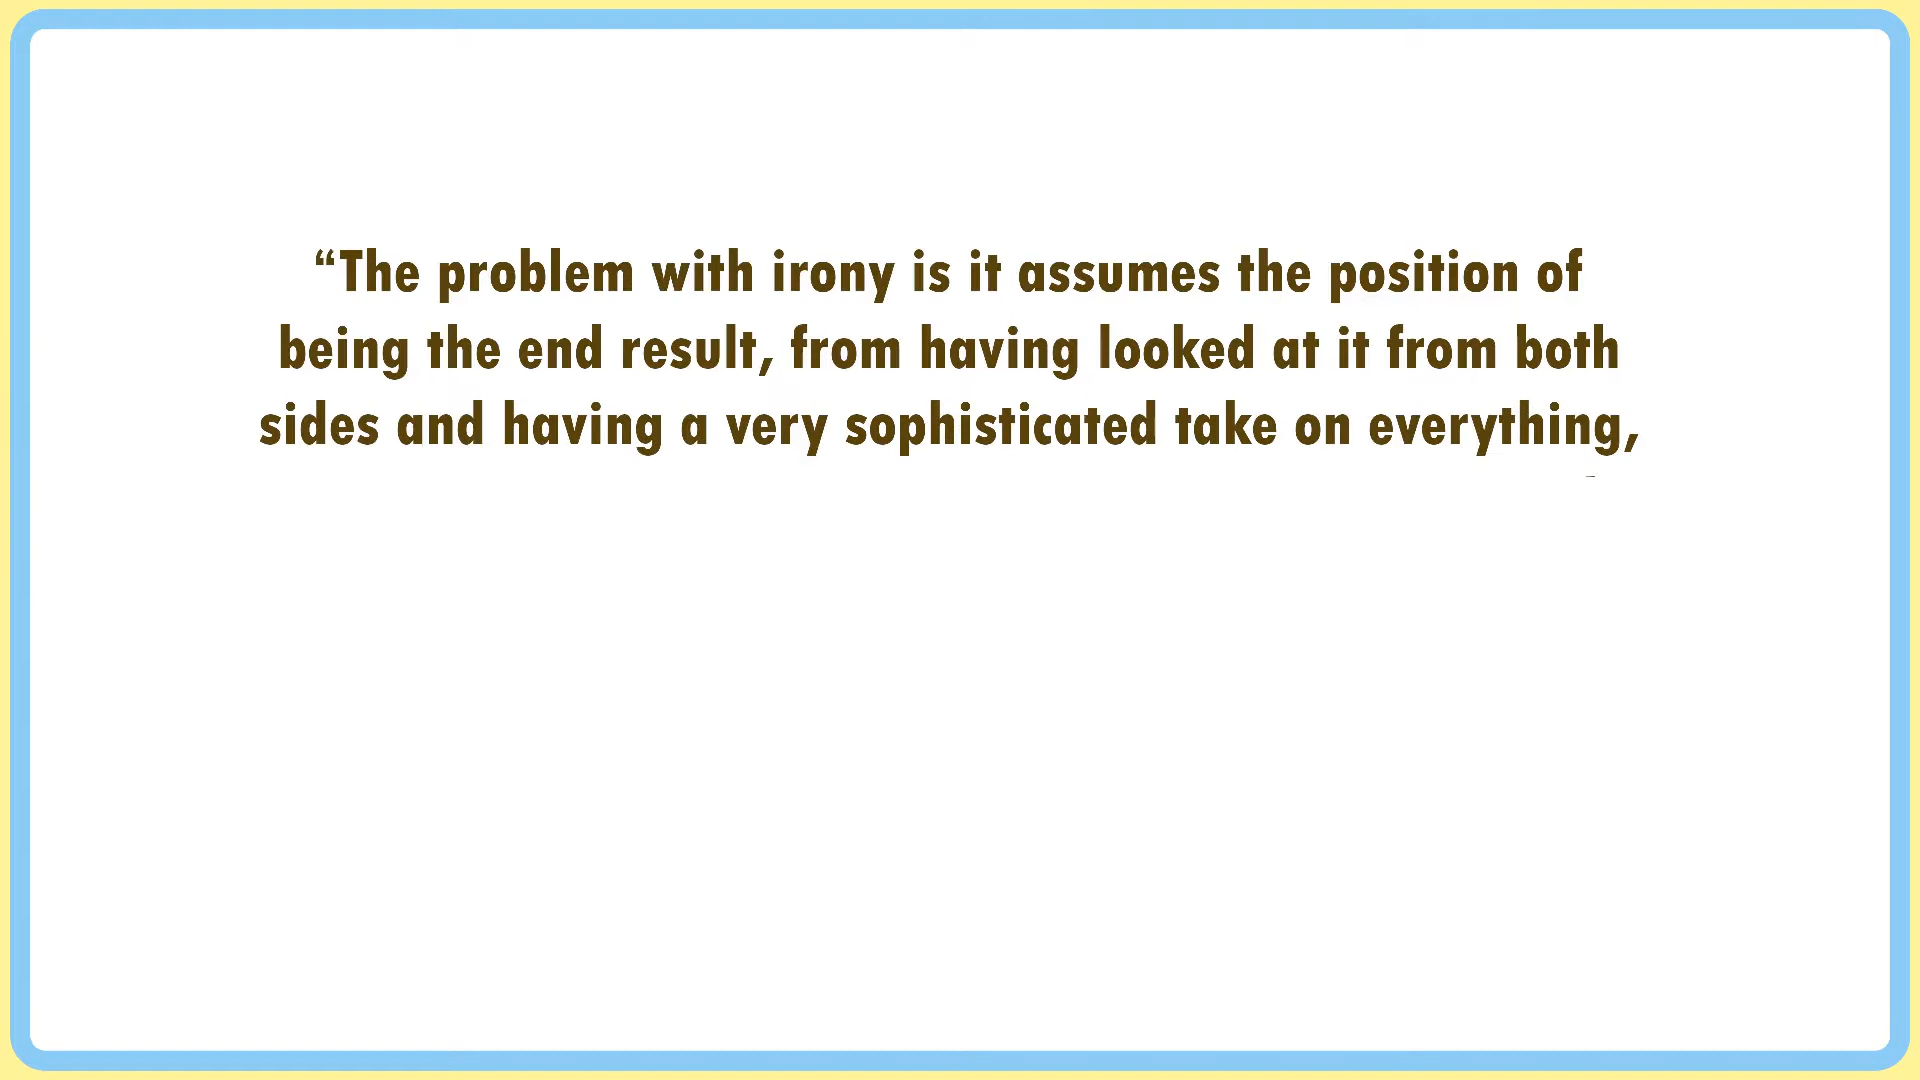 “The problem with irony is it assumes the position of
being the end result, from having looked at it from both
sides and having a very sophisticated take on everything,